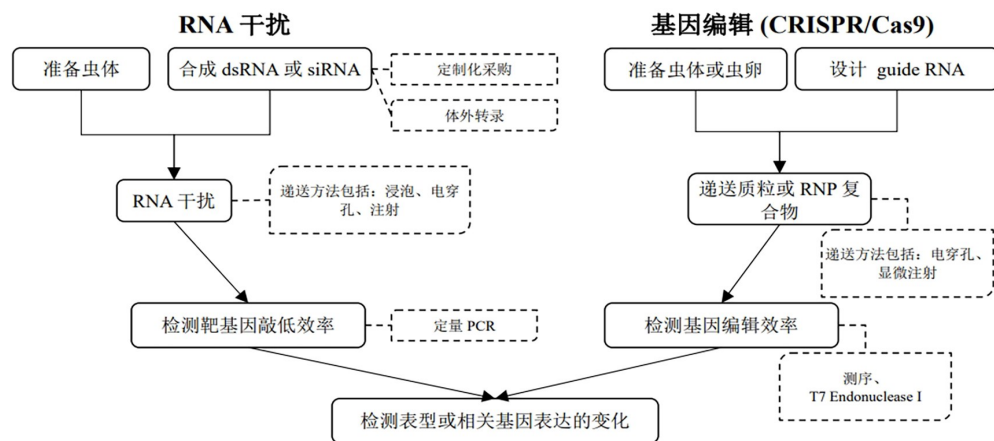 RNA 干扰
基因编辑 (CRISPR/Cas9)
准备虫体
合成 dsRNA 或 siRNA
定制化采购
体外转录
准备虫体或虫卵
设计 guide RNA
RNA 干扰
递送方法包括：浸泡、电穿
孔、注射
递送质粒或 RNP 复
合物
递送方法包括：电穿孔、
显微注射
检测靶基因敲低效率
定量 PCR
检测基因编辑效率
测序、
T7 Endonuclease I
检测表型或相关基因表达的变化